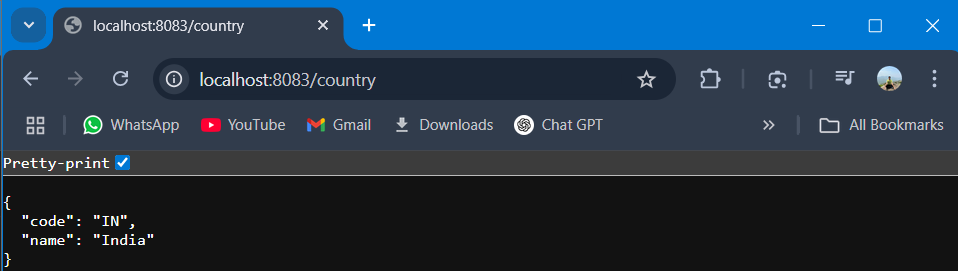 localhost:8083/country
localhost:8083/country
WhatsApp YouTube Gmail Downloads Chat GPT » All Bookmarks
Pretty-print
{
  "code": "IN",
  "name": "India"
}